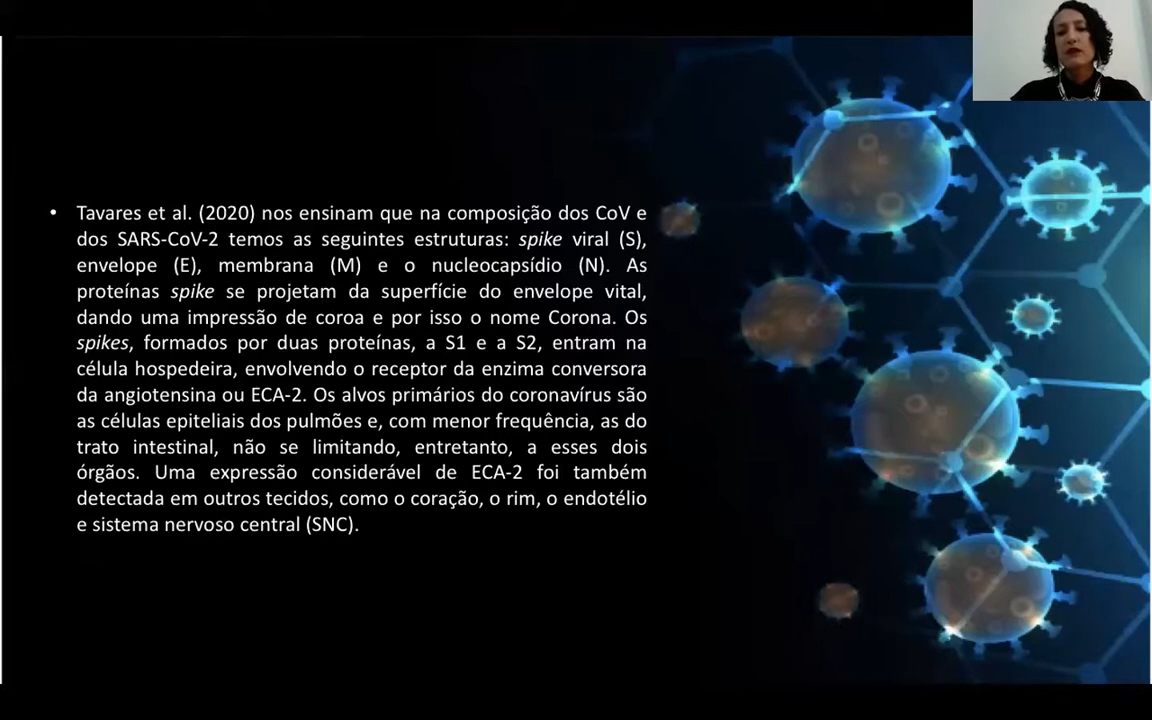 • Tavares et al. (2020) nos ensinam que na composição dos CoV e
dos SARS-CoV-2 temos as seguintes estruturas: spike viral (S),
envelope (E), membrana (M) e o nucleocapsídio (N). As
proteínas spike se projetam da superfície do envelope vital,
dando uma impressão de coroa e por isso o nome Corona. Os
spikes, formados por duas proteínas, a S1 e a S2, entram na
célula hospedeira, envolvendo o receptor da enzima conversora
da angiotensina ou ECA-2. Os alvos primários do coronavírus são
as células epiteliais dos pulmões e, com menor frequência, as do
trato intestinal, não se limitando, entretanto, a esses dois
órgãos. Uma expressão considerável de ECA-2 foi também
detectada em outros tecidos, como o coração, o rim, o endotélio
e sistema nervoso central (SNC).